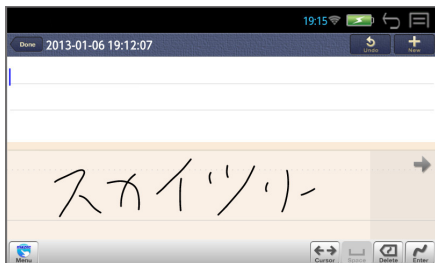 19:15
Done 2013-01-06 19:12:07 Undo New
スカイツリー
Menu Cursor Space Delete Enter